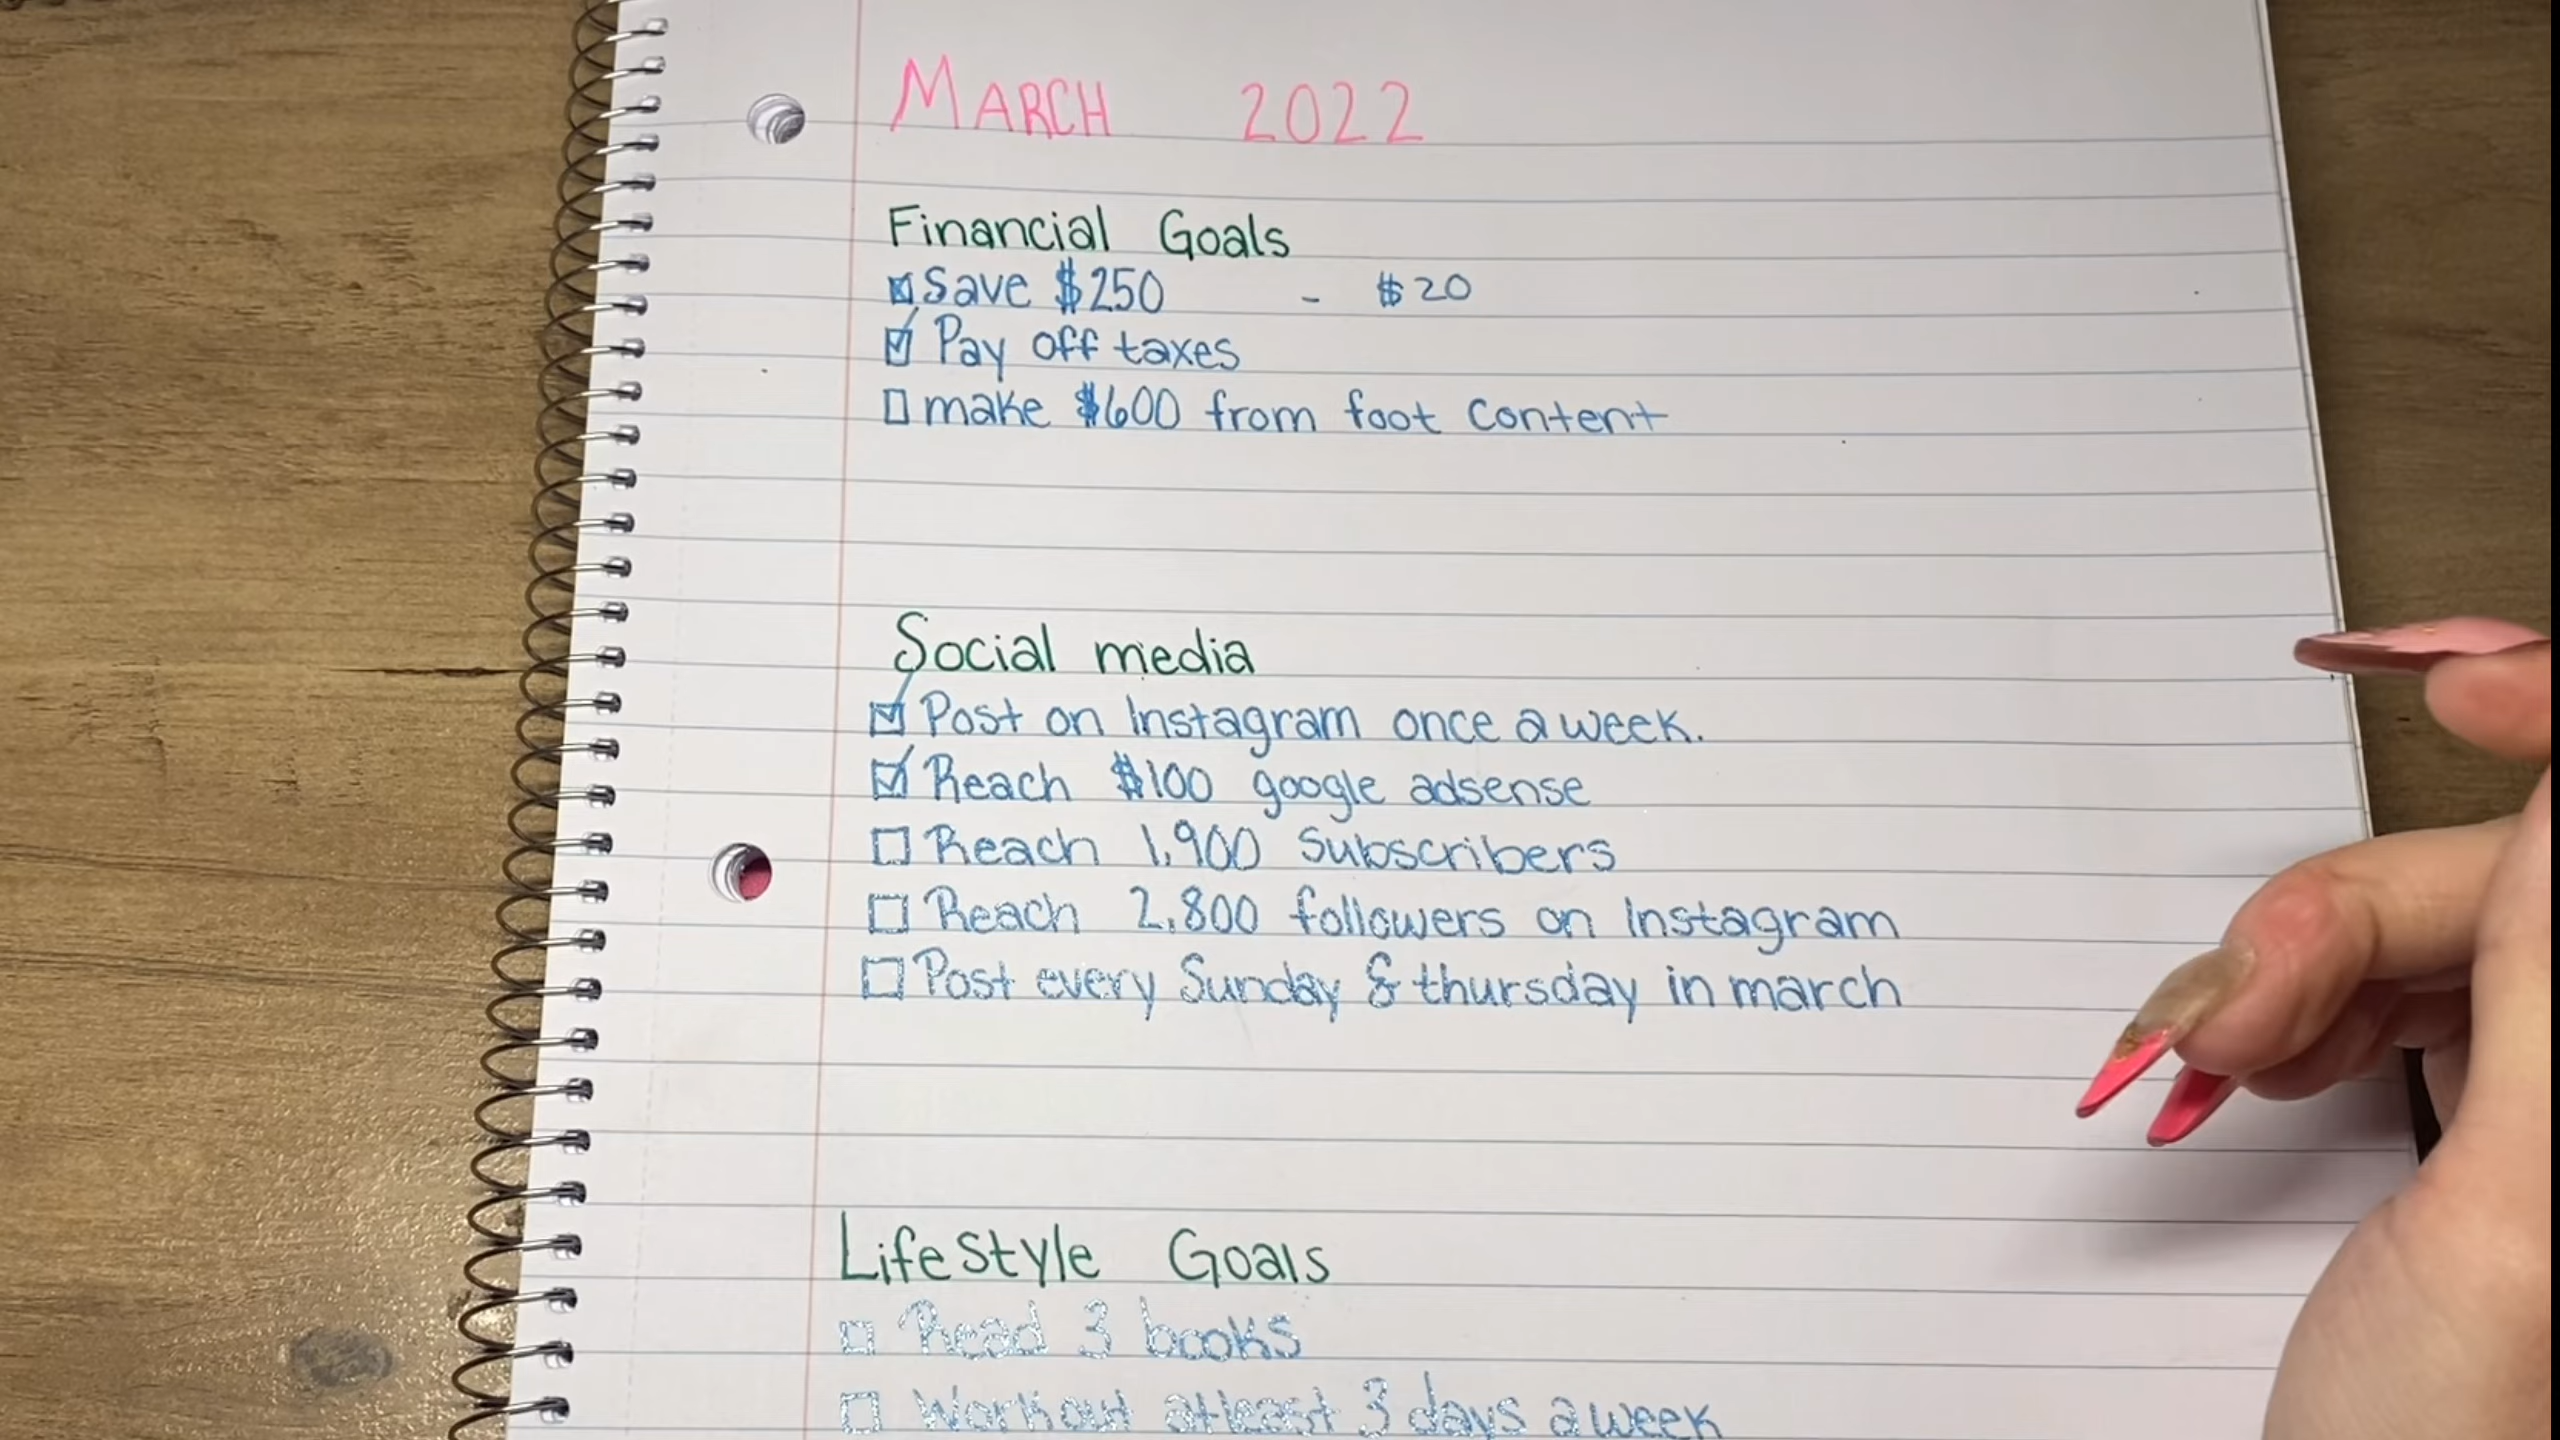 MARCH 2022
Financial Goals
Save $250 - $20
Pay off taxes
make $600 from foot content
Social media
Post on Instagram once a week.
Reach $100 google adsense
Reach 1,900 Subscribers
Reach 2,800 followers on Instagram
Post every Sunday & thursday in march
Lifestyle Goals
Read 3 books
Workout atleast 3 days a week